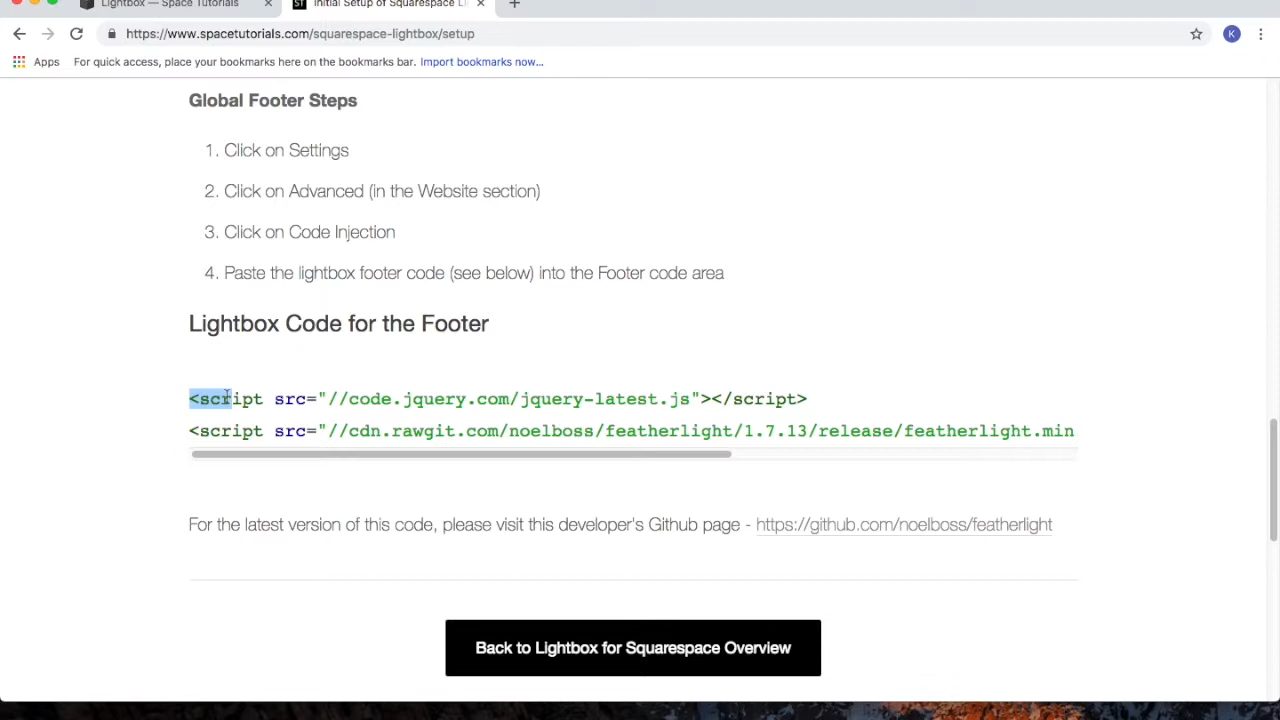 Lightbox — Space Tutorials
Initial Setup of Squarespace Li
https://www.spacetutorials.com/squarespace-lightbox/setup
K
Apps For quick access, place your bookmarks here on the bookmarks bar. Import bookmarks now...
Global Footer Steps
1. Click on Settings
2. Click on Advanced (in the Website section)
3. Click on Code Injection
4. Paste the lightbox footer code (see below) into the Footer code area
Lightbox Code for the Footer
<script src="//code.jquery.com/jquery-latest.js"></script>
<script src="//cdn.rawgit.com/noelboss/featherlight/1.7.13/release/featherlight.min
For the latest version of this code, please visit this developer's Github page - https://github.com/noelboss/featherlight
Back to Lightbox for Squarespace Overview